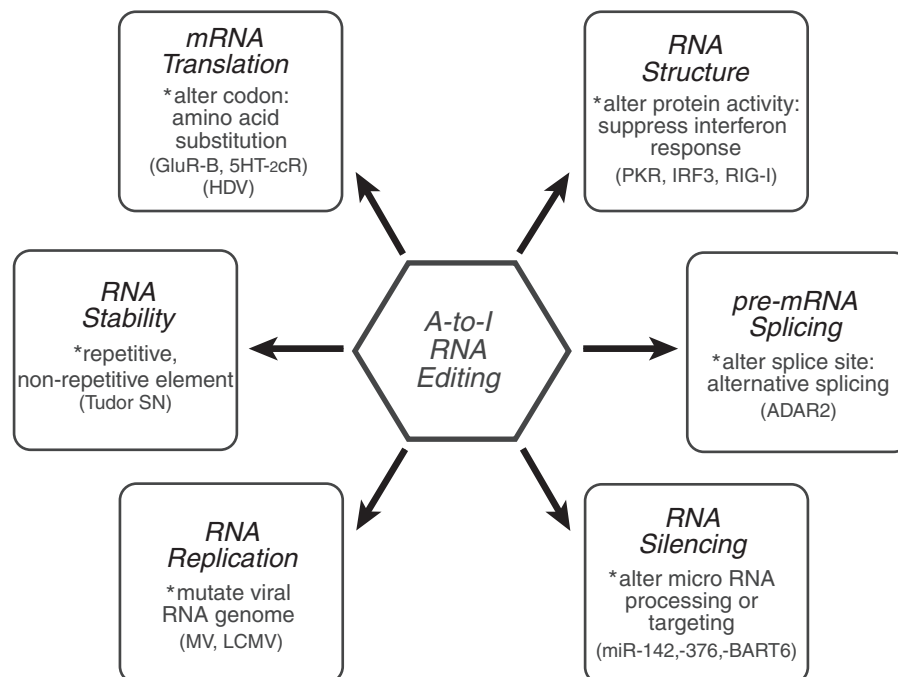 mRNA
Translation
*alter codon:
amino acid
substitution
(GluR-B, 5HT-2cR)
(HDV)
RNA
Structure
*alter protein activity:
suppress interferon
response
(PKR, IRF3, RIG-I)
RNA
Stability
*repetitive,
non-repetitive element
(Tudor SN)
A-to-I
RNA
Editing
pre-mRNA
Splicing
*alter splice site:
alternative splicing
(ADAR2)
RNA
Replication
*mutate viral
RNA genome
(MV, LCMV)
RNA
Silencing
*alter micro RNA
processing or
targeting
(miR-142,-376,-BART6)